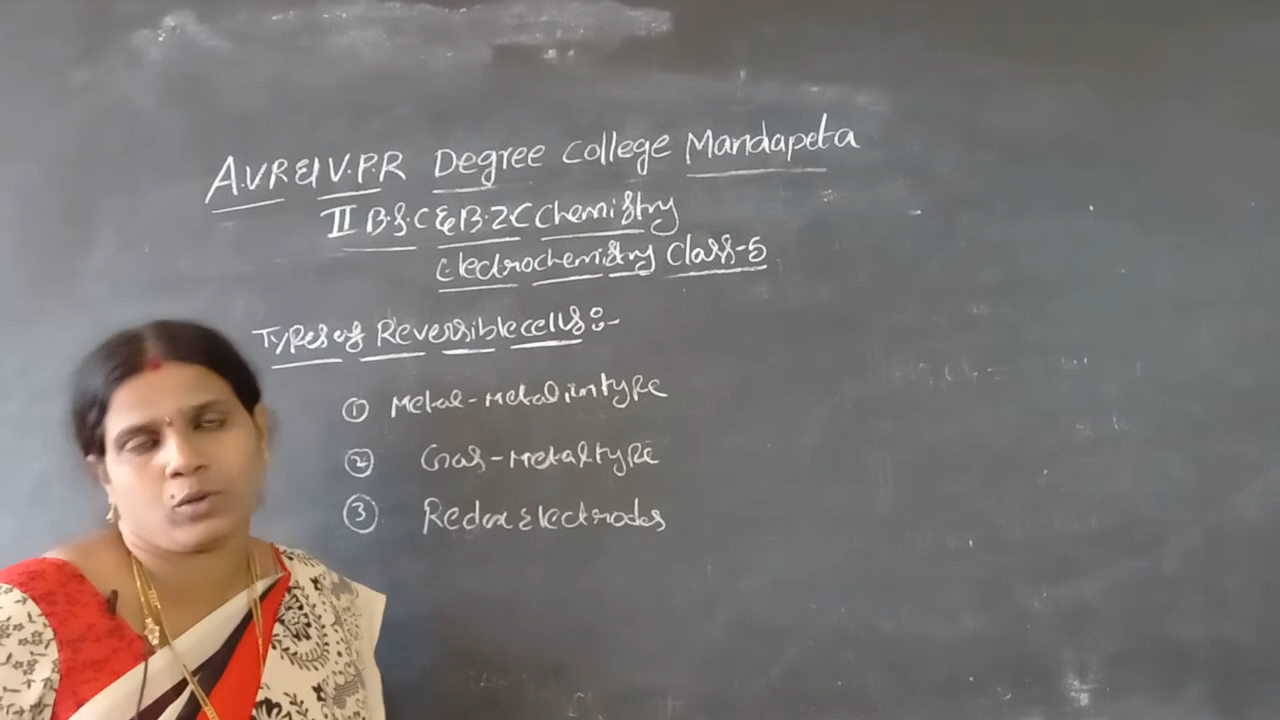 A.V.R & V.P.R Degree College Mandapeta
II B.S.C & B.Z.C Chemistry
Electrochemistry Class-5
Types of Reversible cells :-
① Metal-Metal ion type
② Gas-Metal type
③ Redox Electrodes